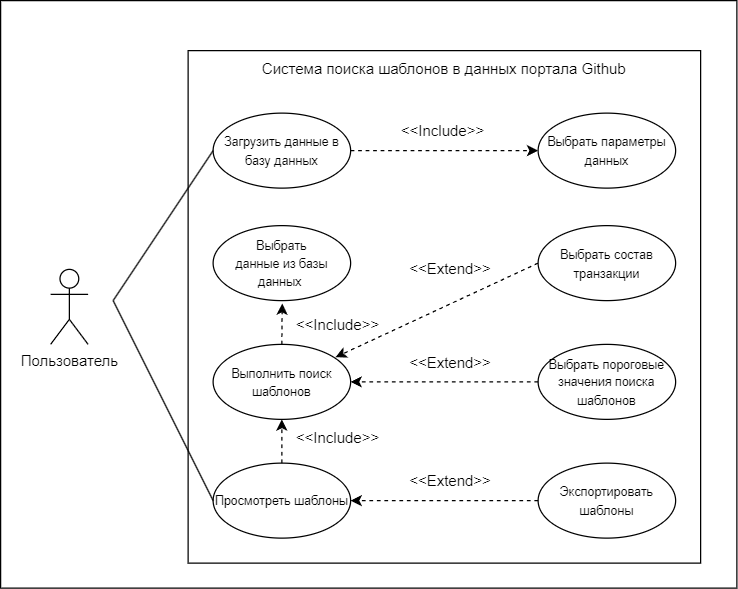 Система поиска шаблонов в данных портала Github
Загрузить данные в
базу данных
<<Include>>
Выбрать параметры
данных
Выбрать
данные из базы
данных
<<Extend>>
Выбрать состав
транзакции
<<Include>>
Пользователь
Выполнить поиск
шаблонов
<<Extend>>
Выбрать пороговые
значения поиска
шаблонов
<<Include>>
Просмотреть шаблоны
<<Extend>>
Экспортировать
шаблоны